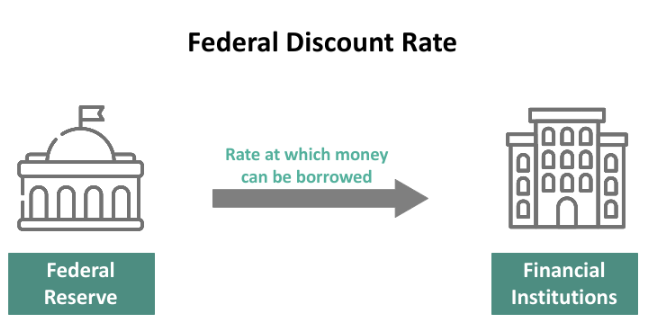 Federal Discount Rate
Rate at which money
can be borrowed
Federal
Reserve
Financial
Institutions